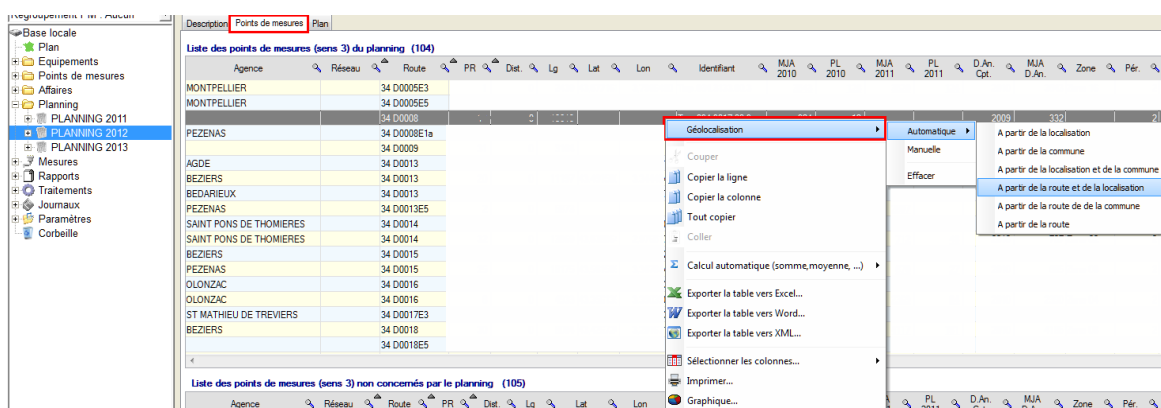 Base locale
Plan
Equipements
Points de mesures
Affaires
Planning
PLANNING 2011
PLANNING 2012
PLANNING 2013
Mesures
Rapports
Traitements
Journaux
Paramètres
Corbeille
Description Points de mesures Plan
Liste des points de mesures (sens 3) du planning (104)
Agence Réseau Route PR Dist. Lg Lat Lon Identifiant MJA 2010 PL 2010 MJA 2011 PL 2011 D.An. Cpt. MJA D.An. Zone Pér.
MONTPELLIER 34 D0005E3
MONTPELLIER 34 D0005E5
34 D0008 2009 332 2
PEZENAS 34 D0008E1a
34 D0009
AGDE 34 D0013
BEZIERS 34 D0013
BEDARIEUX 34 D0013
PEZENAS 34 D0013E5
SAINT PONS DE THOMIERES 34 D0014
SAINT PONS DE THOMIERES 34 D0014
BEZIERS 34 D0015
PEZENAS 34 D0015
OLONZAC 34 D0016
OLONZAC 34 D0016
ST MATHIEU DE TREVIERS 34 D0017E3
BEZIERS 34 D0018
34 D0018E5
Géolocalisation
Couper
Copier la ligne
Copier la colonne
Tout copier
Coller
Calcul automatique (somme,moyenne, ...)
Exporter la table vers Excel...
Exporter la table vers Word...
Exporter la table vers XML...
Sélectionner les colonnes...
Imprimer...
Graphique...
Automatique
Manuelle
Effacer
A partir de la localisation
A partir de la commune
A partir de la localisation et de la commune
A partir de la route et de la localisation
A partir de la route de de la commune
A partir de la route
Liste des points de mesures (sens 3) non concernés par le planning (105)
Agence Réseau Route PR Dist. Lg Lat Lon PL D.An. MJA Zone Pér.